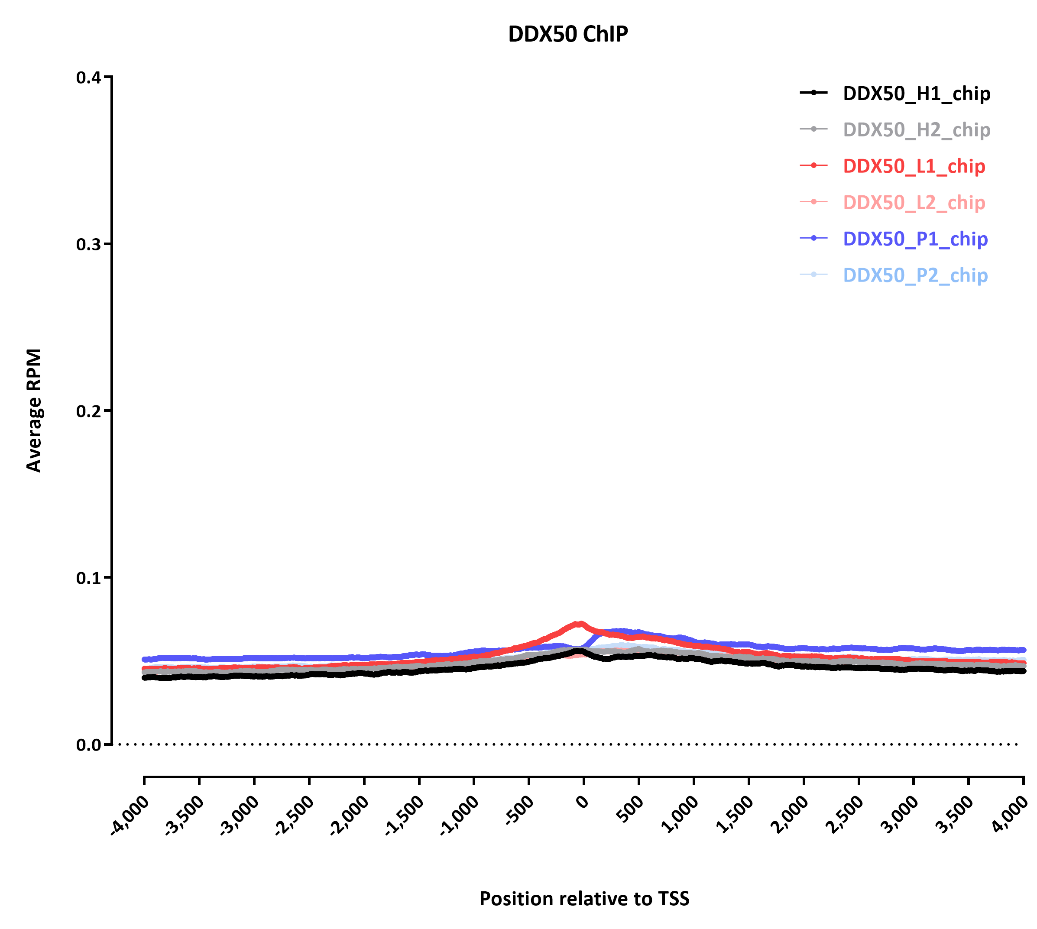 DDX50 ChIP
0.4
0.3
0.2
0.1
0.0
Average RPM
DDX50_H1_chip
DDX50_H2_chip
DDX50_L1_chip
DDX50_L2_chip
DDX50_P1_chip
DDX50_P2_chip
-4,000 -3,500 -3,000 -2,500 -2,000 -1,500 -1,000 -500 0 500 1,000 1,500 2,000 2,500 3,000 3,500 4,000
Position relative to TSS